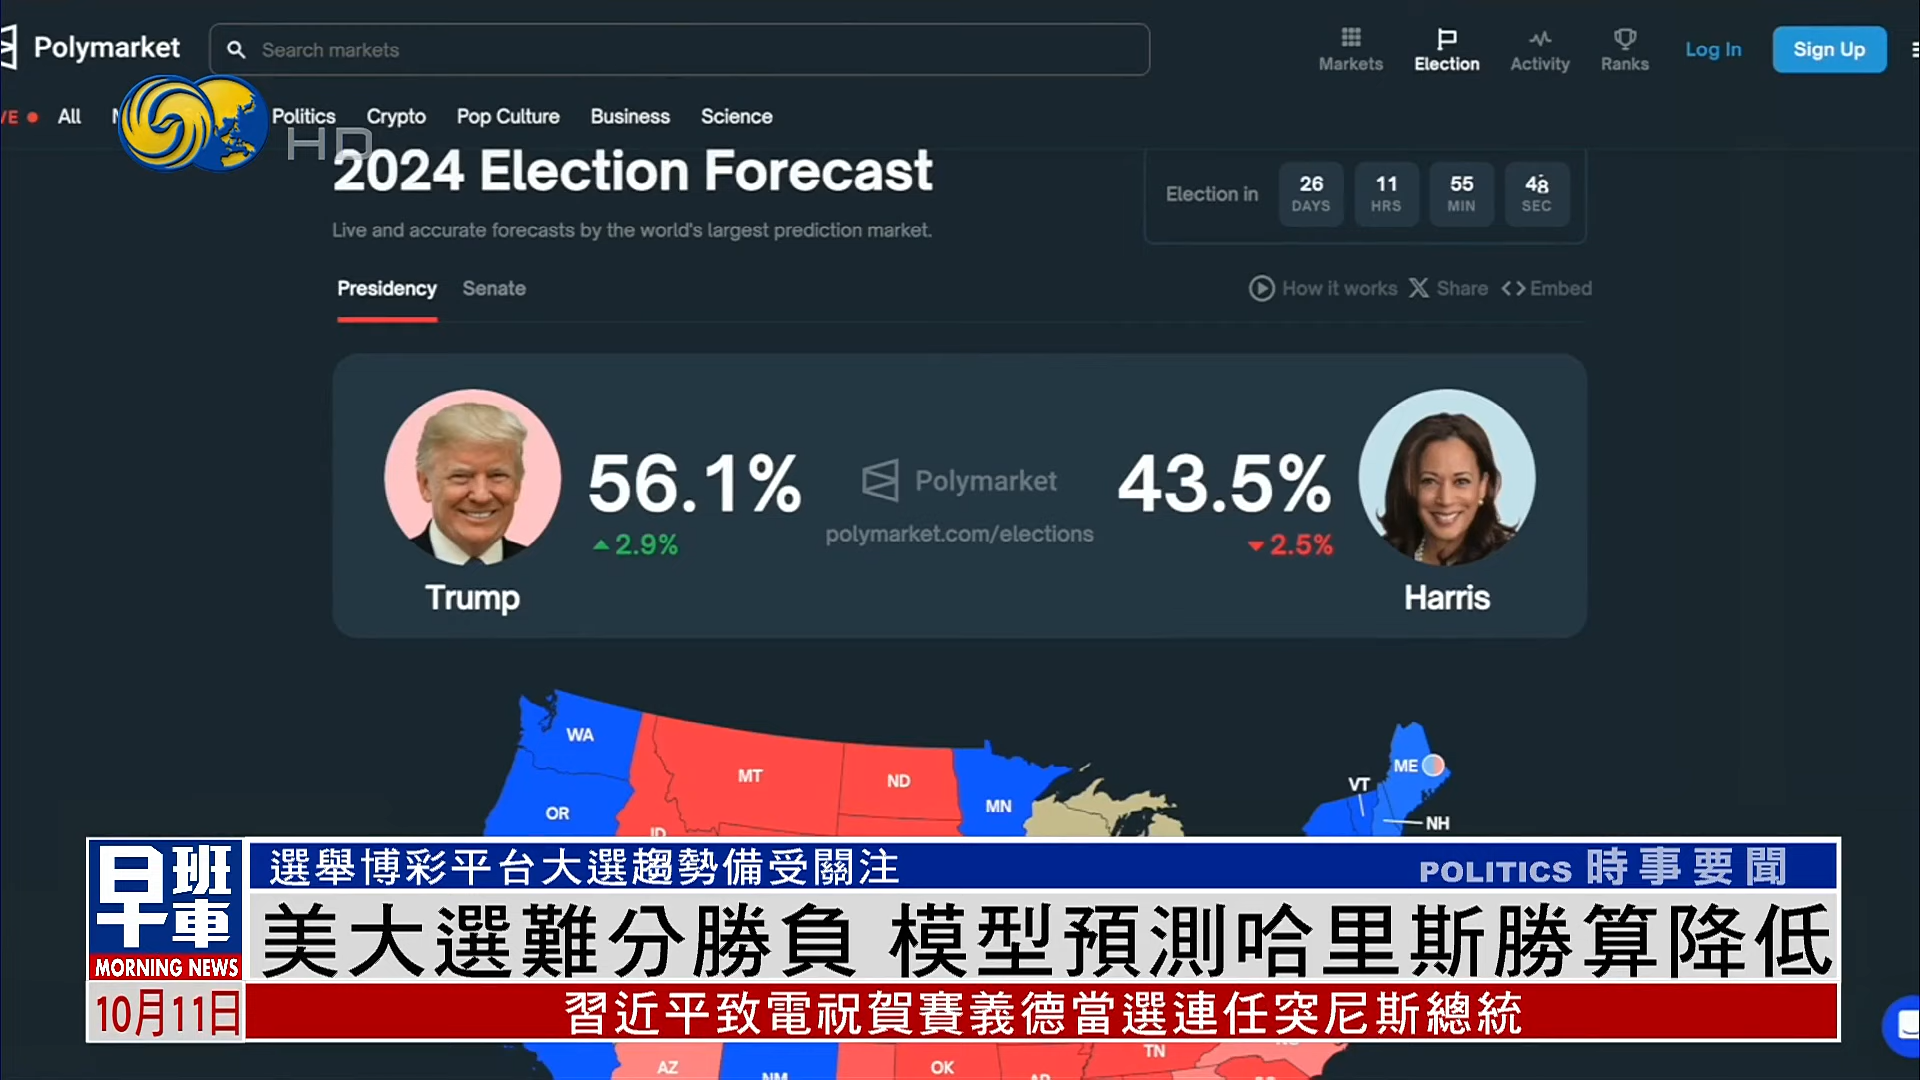 Polymarket
Search markets
Markets
Election
Activity
Ranks
Log In
Sign Up
All
Politics
Crypto
Pop Culture
Business
Science
HD
2024 Election Forecast
Live and accurate forecasts by the world's largest prediction market.
Election in
26 DAYS
11 HRS
55 MIN
SEC
Presidency
Senate
How it works
Share
Embed
56.1%
2.9%
Trump
Polymarket
polymarket.com/elections
43.5%
2.5%
Harris
WA
OR
MT
ID
ND
MN
VT
ME
NH
早班車
MORNING NEWS
10月11日
選舉博彩平台大選趨勢備受關注
POLITICS 時事要聞
美大選難分勝負 模型預測哈里斯勝算降低
習近平致電祝賀賽義德當選連任突尼斯總統
AZ
NM
OK
AR
TN